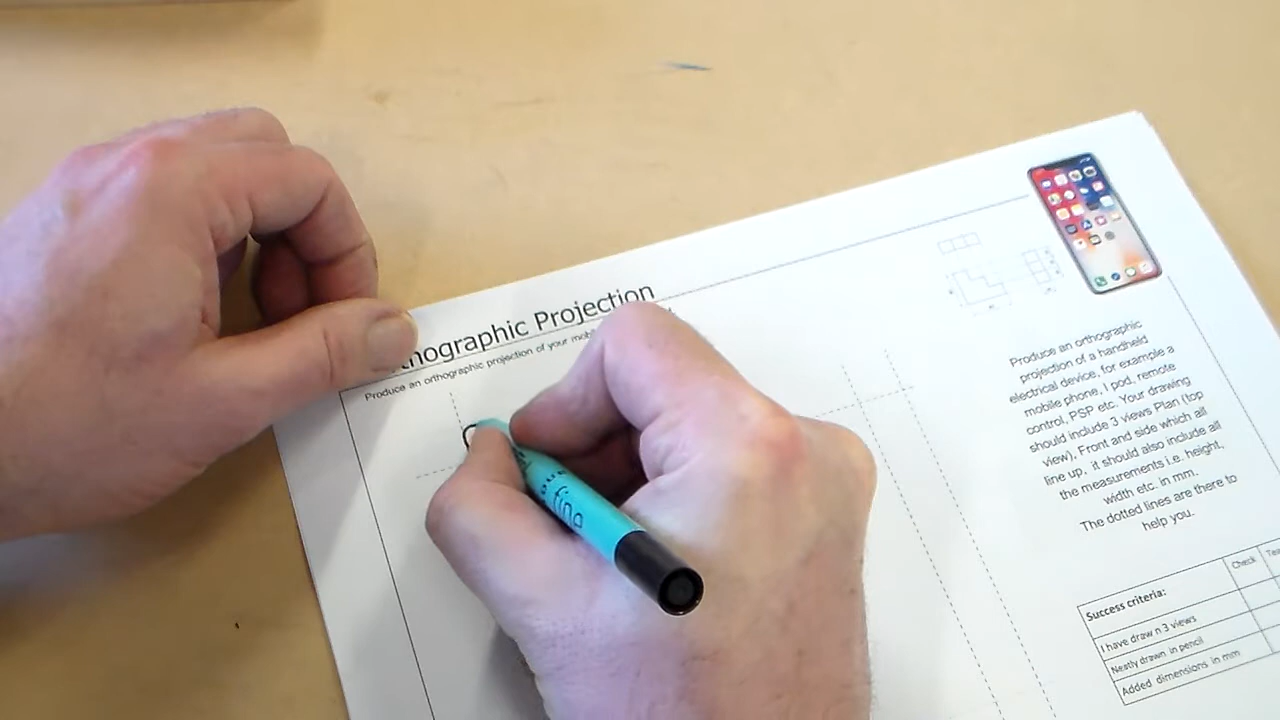 thographic Projection
Produce an orthographic projection of your mobil
Produce an orthographic
projection of a handheld
electrical device, for example a
mobile phone, I pod, remote
control, PSP etc. Your drawing
should include 3 views Plan (top
view), Front and side which all
line up, it should also include all
the measurements i.e. height,
width etc. in mm.
The dotted lines are there to
help you.
Success criteria:
Check
I have draw n 3 views
Neatly drawn in pencil
Added dimensions in mm
fine